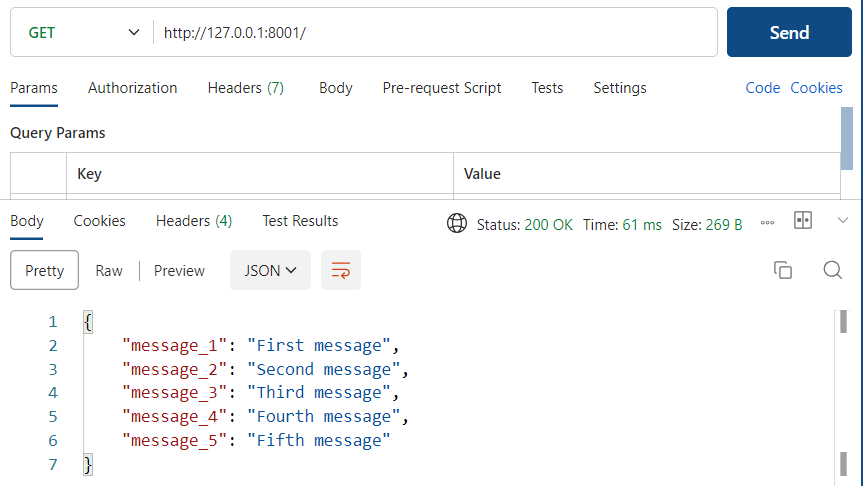 GET http://127.0.0.1:8001/ Send
Params Authorization Headers (7) Body Pre-request Script Tests Settings Code Cookies
Query Params
Key Value
Body Cookies Headers (4) Test Results Status: 200 OK Time: 61 ms Size: 269 B
Pretty Raw Preview JSON
1 {
2 "message_1": "First message",
3 "message_2": "Second message",
4 "message_3": "Third message",
5 "message_4": "Fourth message",
6 "message_5": "Fifth message"
7 }